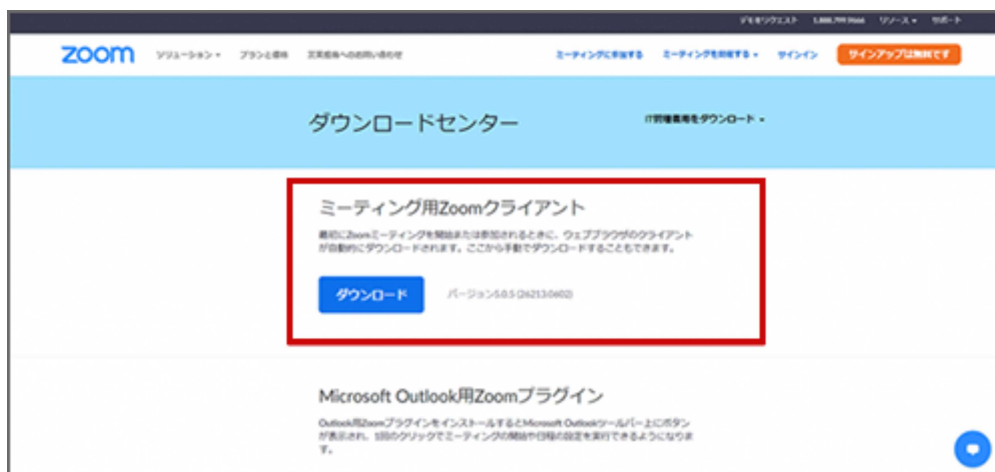 デモをリクエスト 1.888.799.9666 リソース サポート
zoom ソリューション プランと価格 営業担当へのお問い合わせ ミーティングに参加する ミーティングを開催する サインイン サインアップは無料です
ダウンロードセンター IT管理者用をダウンロード
ミーティング用Zoomクライアント
最初にZoomミーティングを開始または参加されるときに、ウェブブラウザのクライアント
が自動的にダウンロードされます。ここから手動でダウンロードすることもできます。
ダウンロード バージョン5.0.5 (26213.0602)
Microsoft Outlook用Zoomプラグイン
Outlook用ZoomプラグインをインストールするとMicrosoft Outlookツールバー上にボタン
が表示され、1回のクリックでミーティングの開始や日程の設定を実行できるようになりま
す。